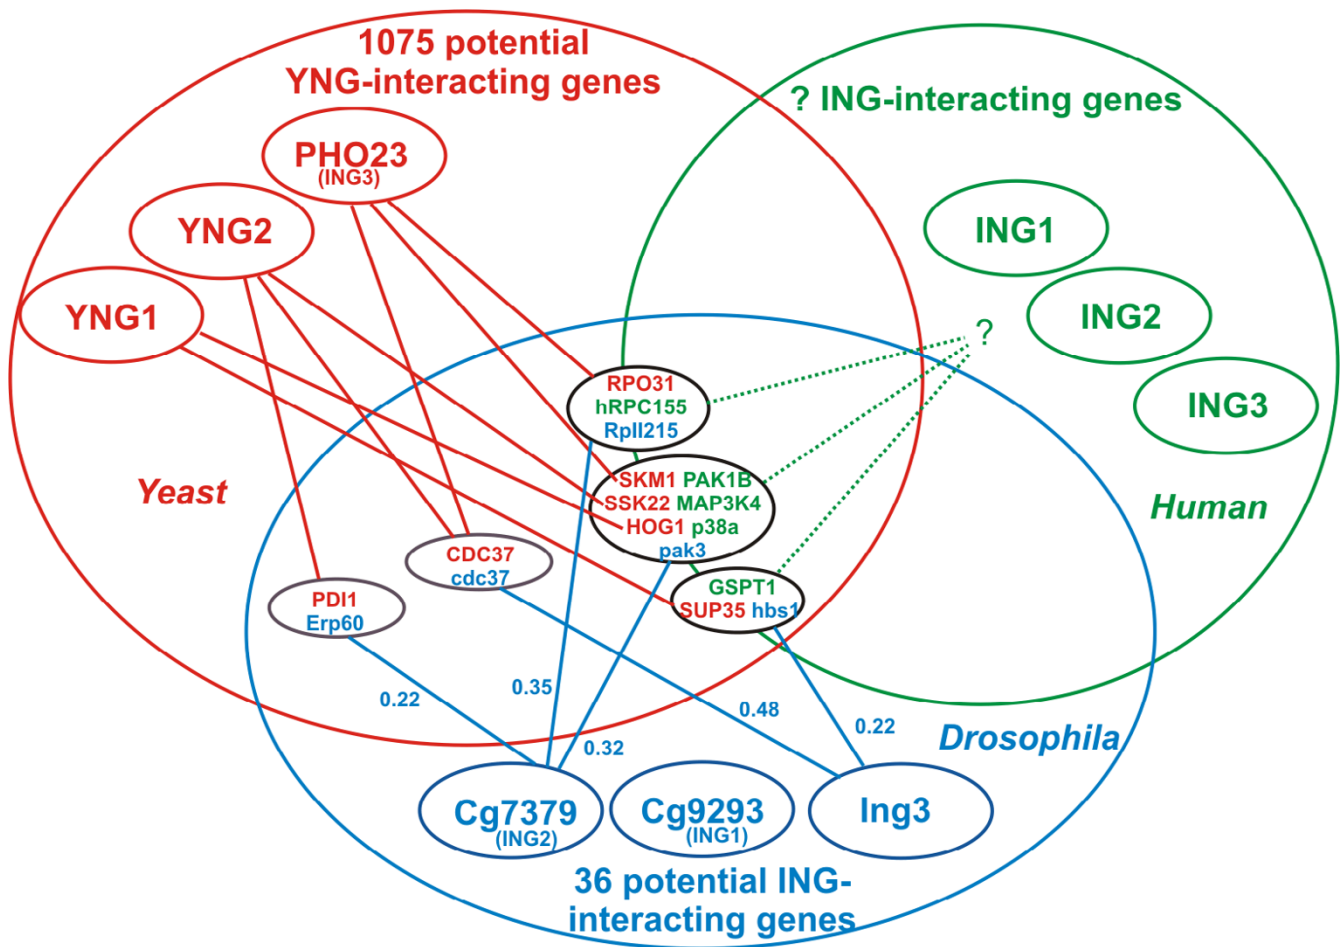 1075 potential
YNG-interacting genes
? ING-interacting genes
PHO23
(ING3)
YNG2
YNG1
ING1
ING2
ING3
?
RPO31
hRPC155
RpII215
SKM1 PAK1B
SSK22 MAP3K4
HOG1 p38a
pak3
Yeast
Human
CDC37
cdc37
PDI1
Erp60
GSPT1
SUP35 hbs1
0.22
0.35
0.32
0.48
0.22
Drosophila
Cg7379
(ING2)
Cg9293
(ING1)
Ing3
36 potential ING-
interacting genes